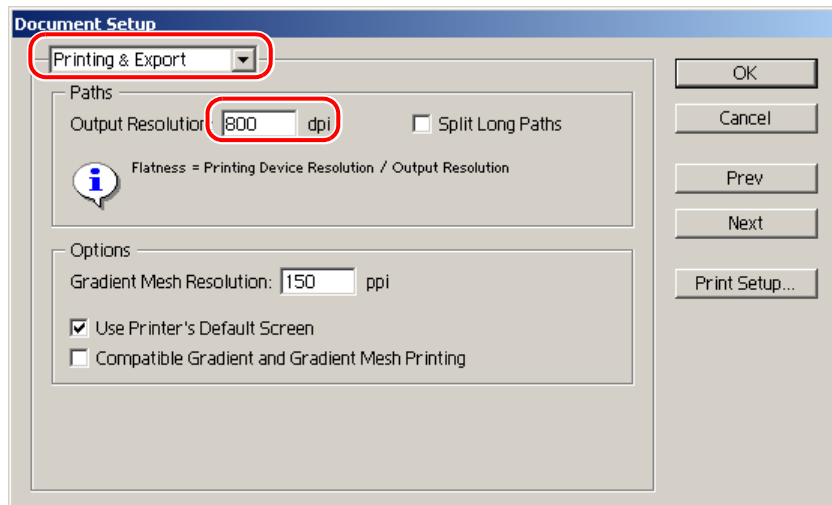 Document Setup
Printing & Export
Paths
Output Resolution: 800 dpi
Split Long Paths
Flatness = Printing Device Resolution / Output Resolution
Options
Gradient Mesh Resolution: 150 ppi
Use Printer's Default Screen
Compatible Gradient and Gradient Mesh Printing
OK
Cancel
Prev
Next
Print Setup...